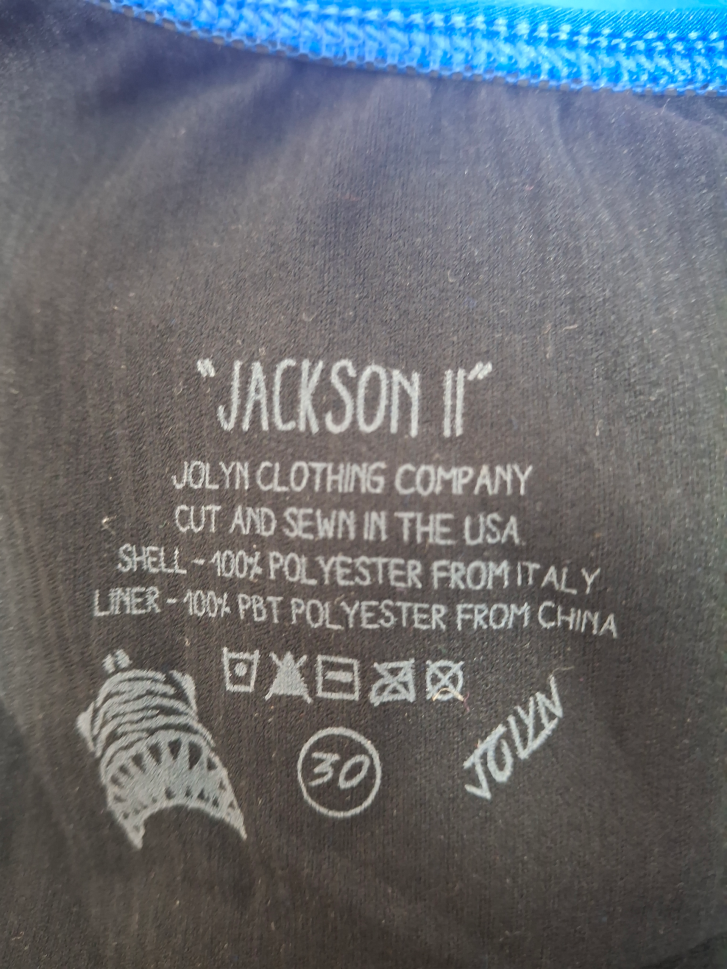 "JACKSON II"
JOLYN CLOTHING COMPANY
CUT AND SEWN IN THE USA.
SHELL - 100% POLYESTER FROM ITALY
LINER - 100% PBT POLYESTER FROM CHINA
30
JOLYN